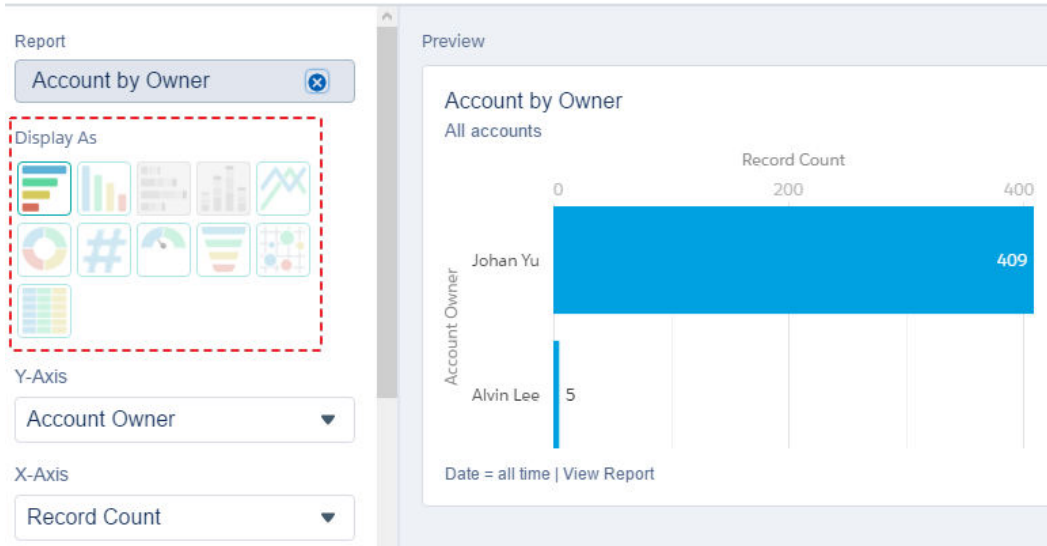 Report
Account by Owner
Display As
#
Y-Axis
Account Owner
X-Axis
Record Count
Preview
Account by Owner
All accounts
Record Count
0 200 400
Account Owner
Johan Yu 409
Alvin Lee 5
Date = all time | View Report